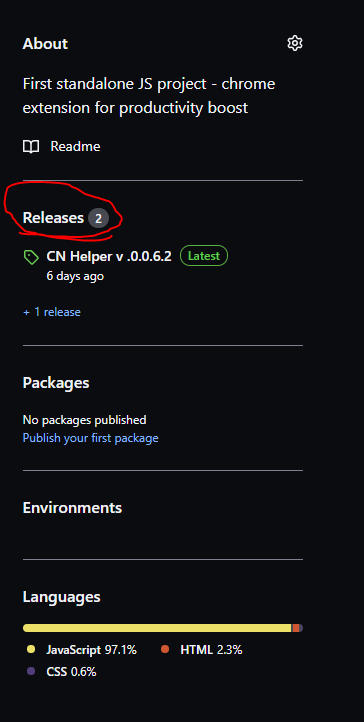 About
First standalone JS project - chrome
extension for productivity boost
Readme
Releases 2
CN Helper v .0.0.6.2 Latest
6 days ago
+ 1 release
Packages
No packages published
Publish your first package
Environments
Languages
JavaScript 97.1% HTML 2.3%
CSS 0.6%